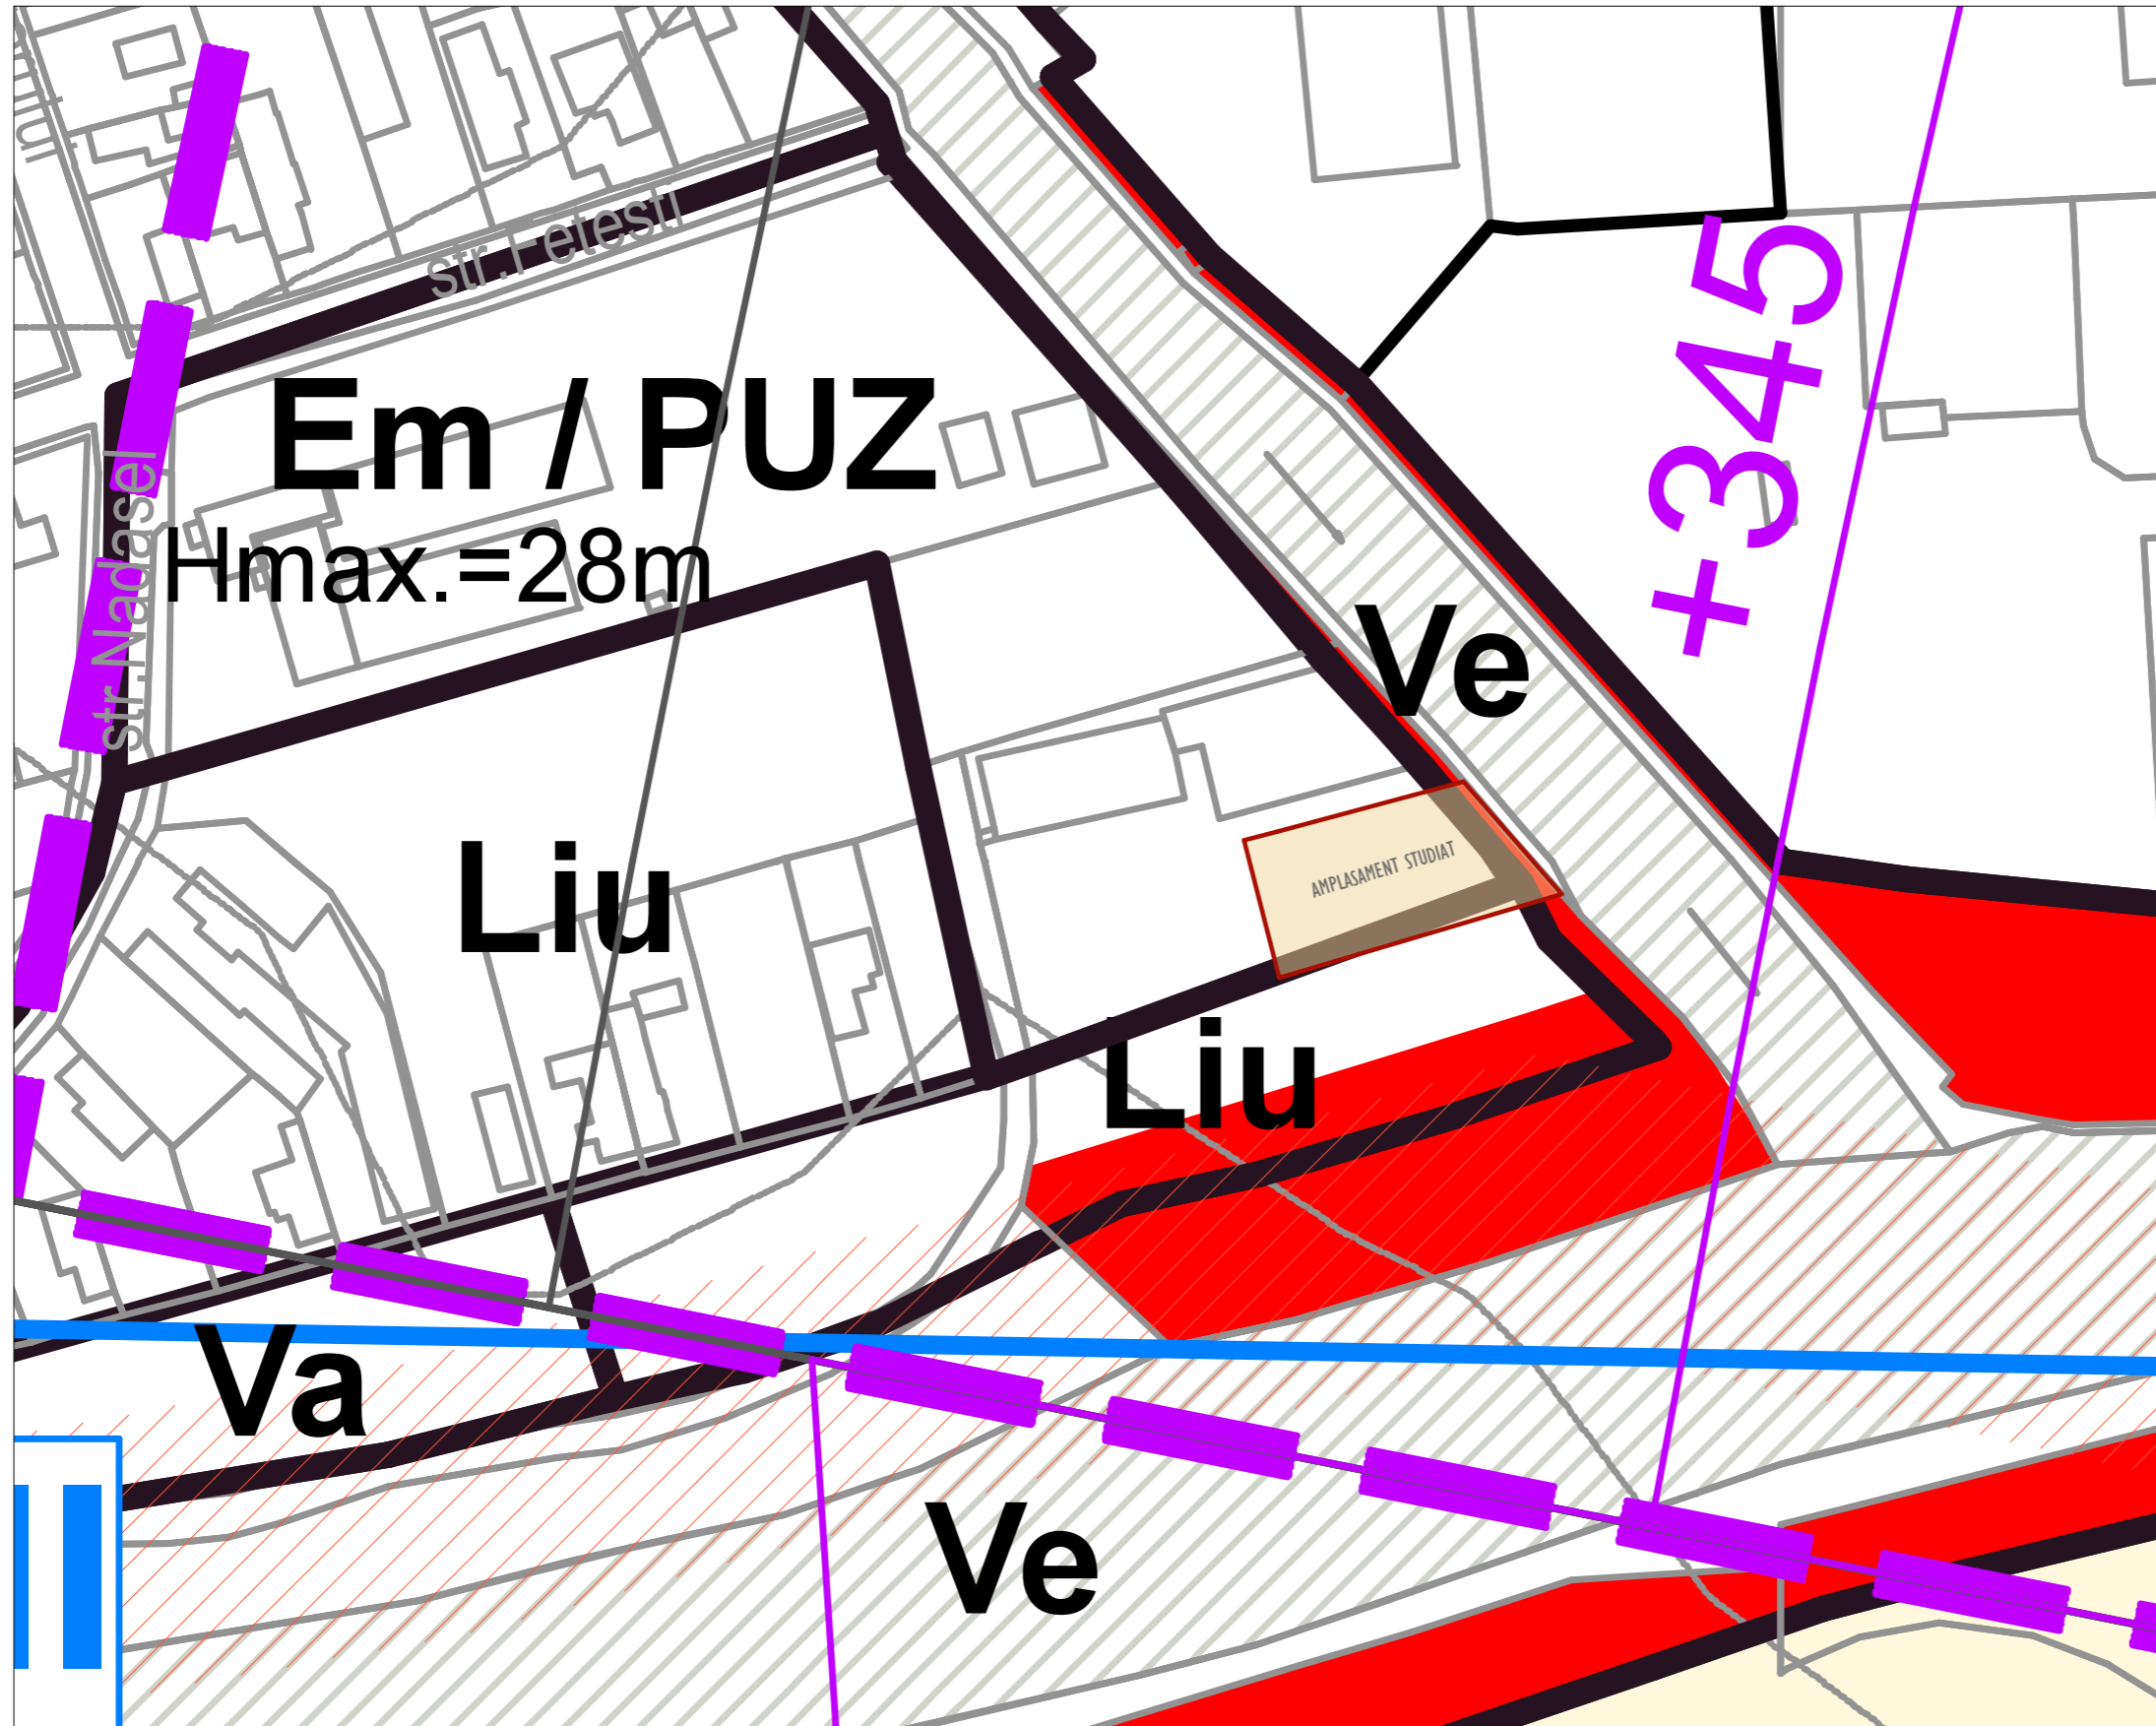 str.Fetesti
Em / PUZ
Hmax.=28m
str.Nadasel
+345
Ve
Liu
AMPLASAMENT STUDIAT
Liu
Va
Ve